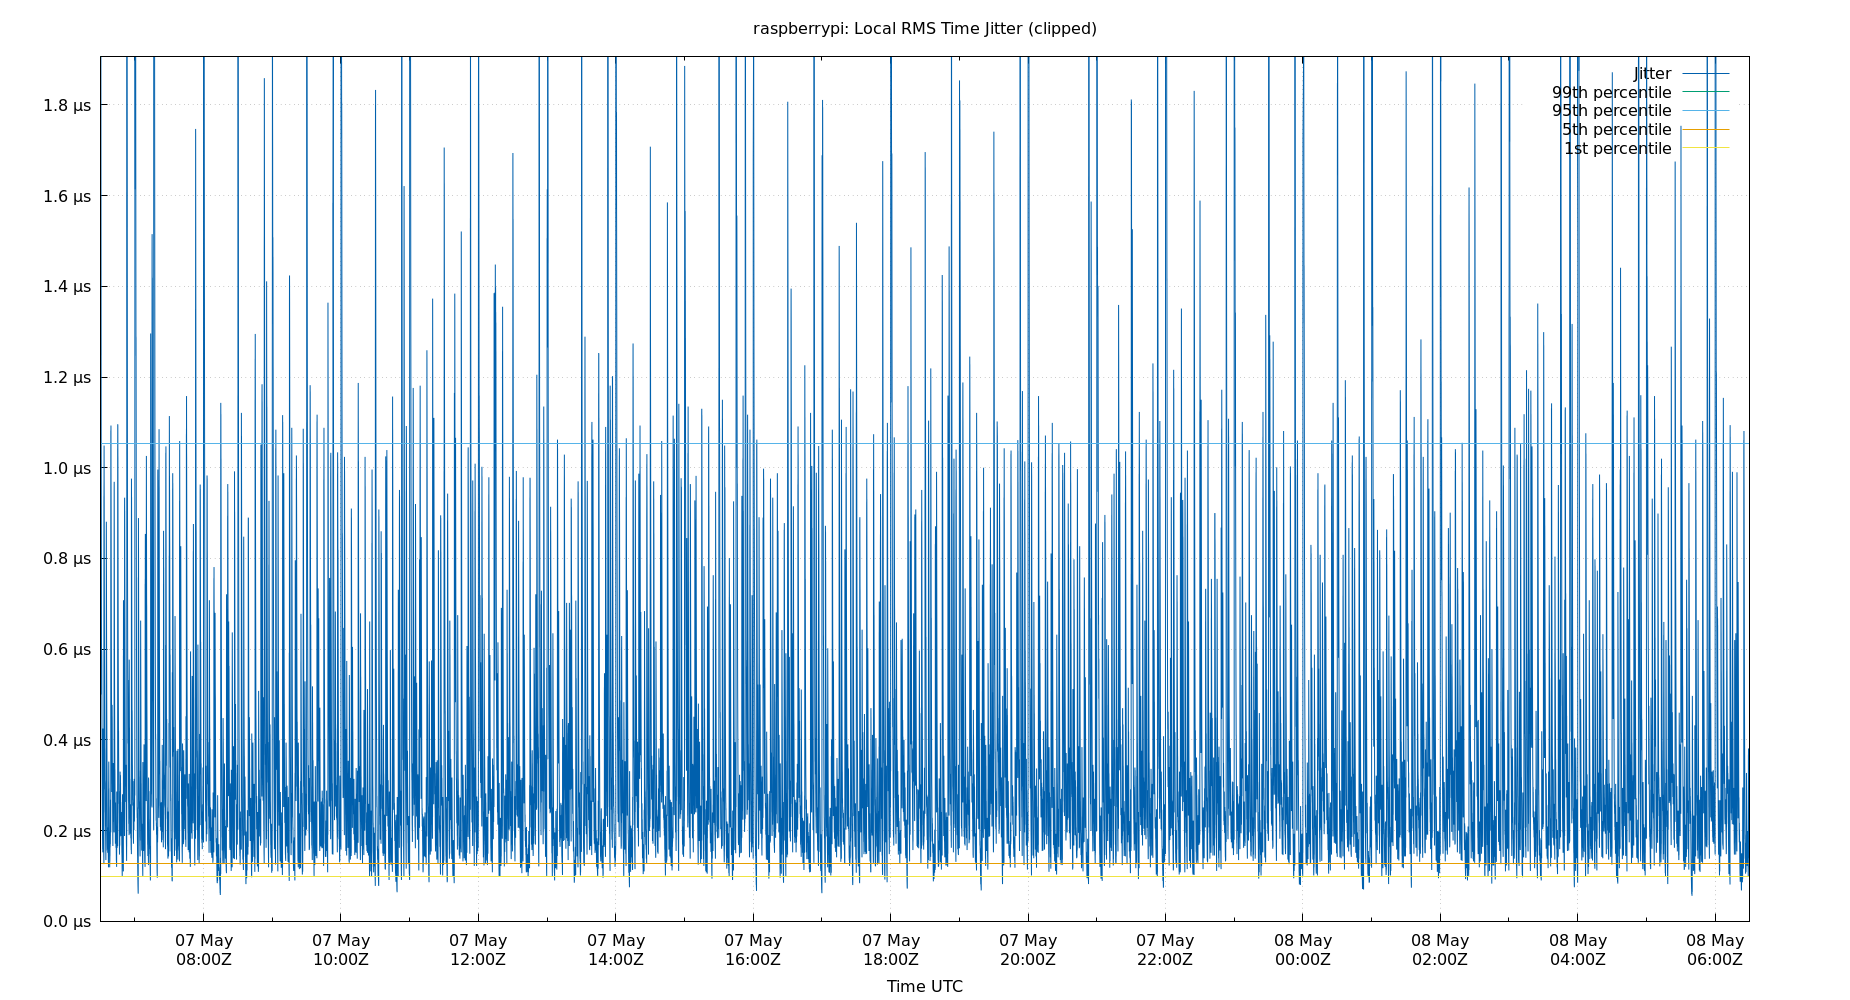 raspberrypi: Local RMS Time Jitter (clipped)
Jitter
99th percentile
95th percentile
5th percentile
1st percentile
1.8 µs
1.6 µs
1.4 µs
1.2 µs
1.0 µs
0.8 µs
0.6 µs
0.4 µs
0.2 µs
0.0 µs
07 May 07 May 07 May 07 May 07 May 07 May 07 May 07 May 08 May 08 May 08 May 08 May
08:00Z 10:00Z 12:00Z 14:00Z 16:00Z 18:00Z 20:00Z 22:00Z 00:00Z 02:00Z 04:00Z 06:00Z
Time UTC